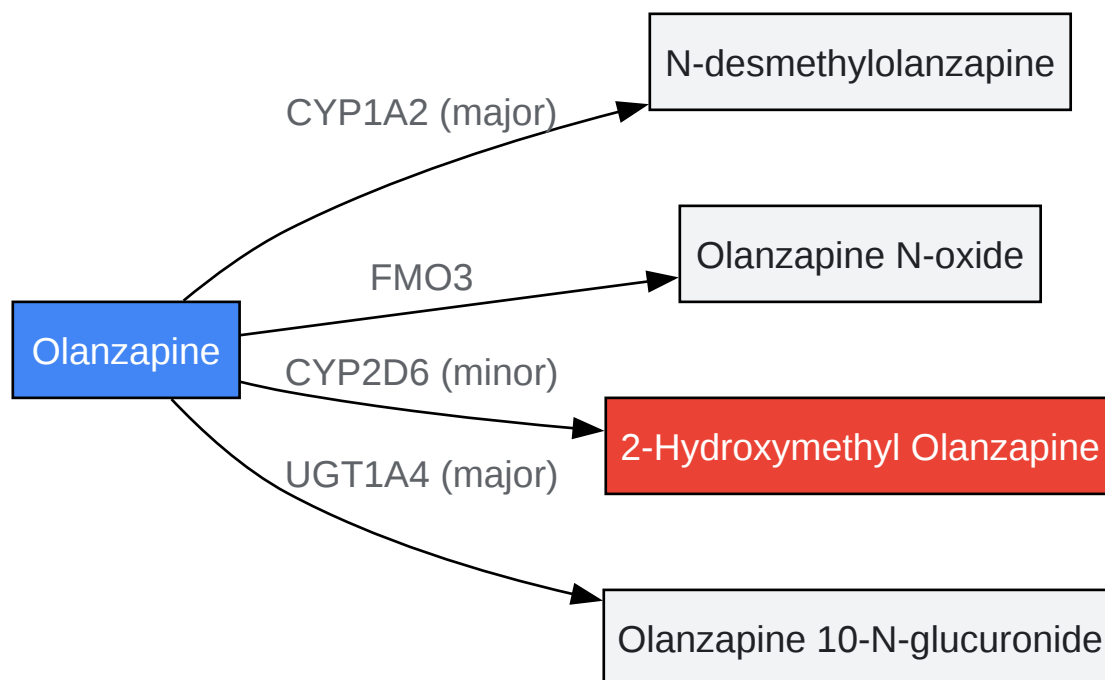 N-desmethylolanzapine
CYP1A2 (major)
Olanzapine N-oxide
FMO3
Olanzapine
CYP2D6 (minor)
2-Hydroxymethyl Olanzapine
UGT1A4 (major)
Olanzapine 10-N-glucuronide